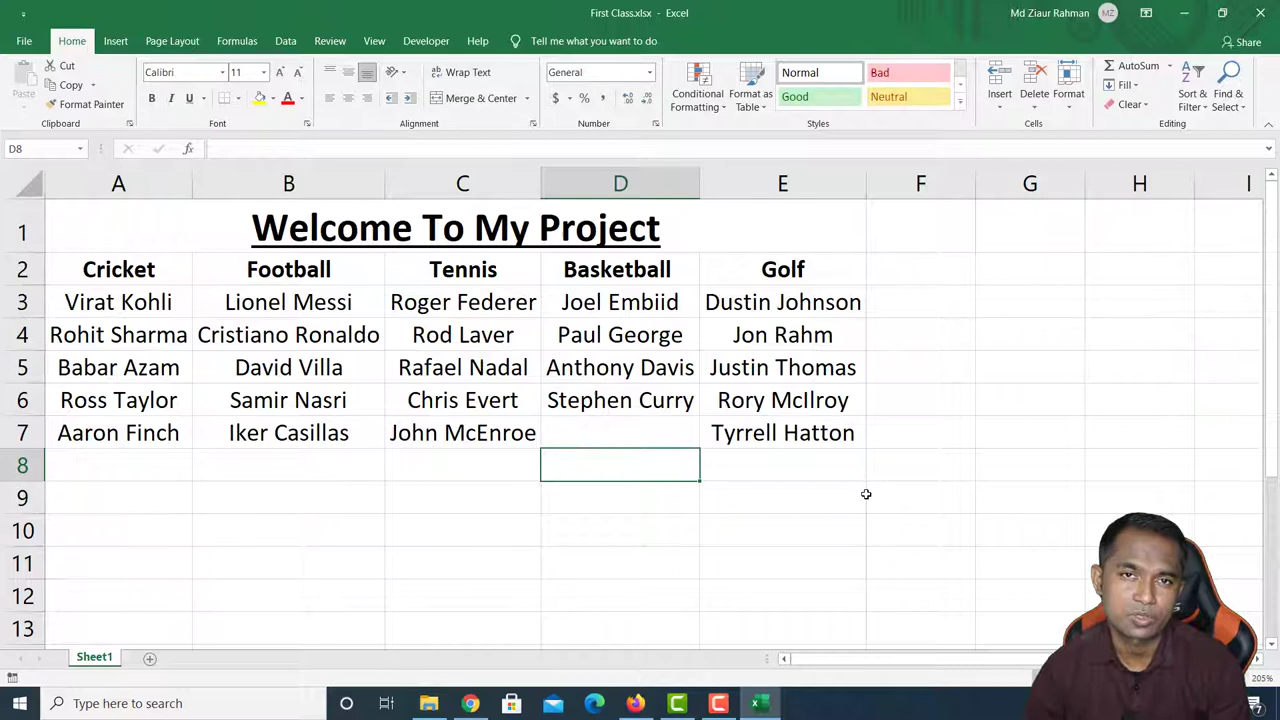 First Class.xlsx - Excel
Md Ziaur Rahman MZ
File Home Insert Page Layout Formulas Data Review View Developer Help Tell me what you want to do Share
Cut
Copy
Format Painter
Paste
Clipboard
Calibri 11
B I U
Font
Wrap Text
Merge & Center
Alignment
General
$ % ,
Number
Conditional Formatting
Format as Table
Normal Bad
Good Neutral
Styles
Insert Delete Format
Cells
AutoSum
Fill
Clear
Sort & Filter
Find & Select
Editing
D8 fx
A B C D E F G H I
1 Welcome To My Project
2 Cricket Football Tennis Basketball Golf
3 Virat Kohli Lionel Messi Roger Federer Joel Embiid Dustin Johnson
4 Rohit Sharma Cristiano Ronaldo Rod Laver Paul George Jon Rahm
5 Babar Azam David Villa Rafael Nadal Anthony Davis Justin Thomas
6 Ross Taylor Samir Nasri Chris Evert Stephen Curry Rory McIlroy
7 Aaron Finch Iker Casillas John McEnroe Tyrrell Hatton
8
9
10
11
12
13
Sheet1
205%
Type here to search
7